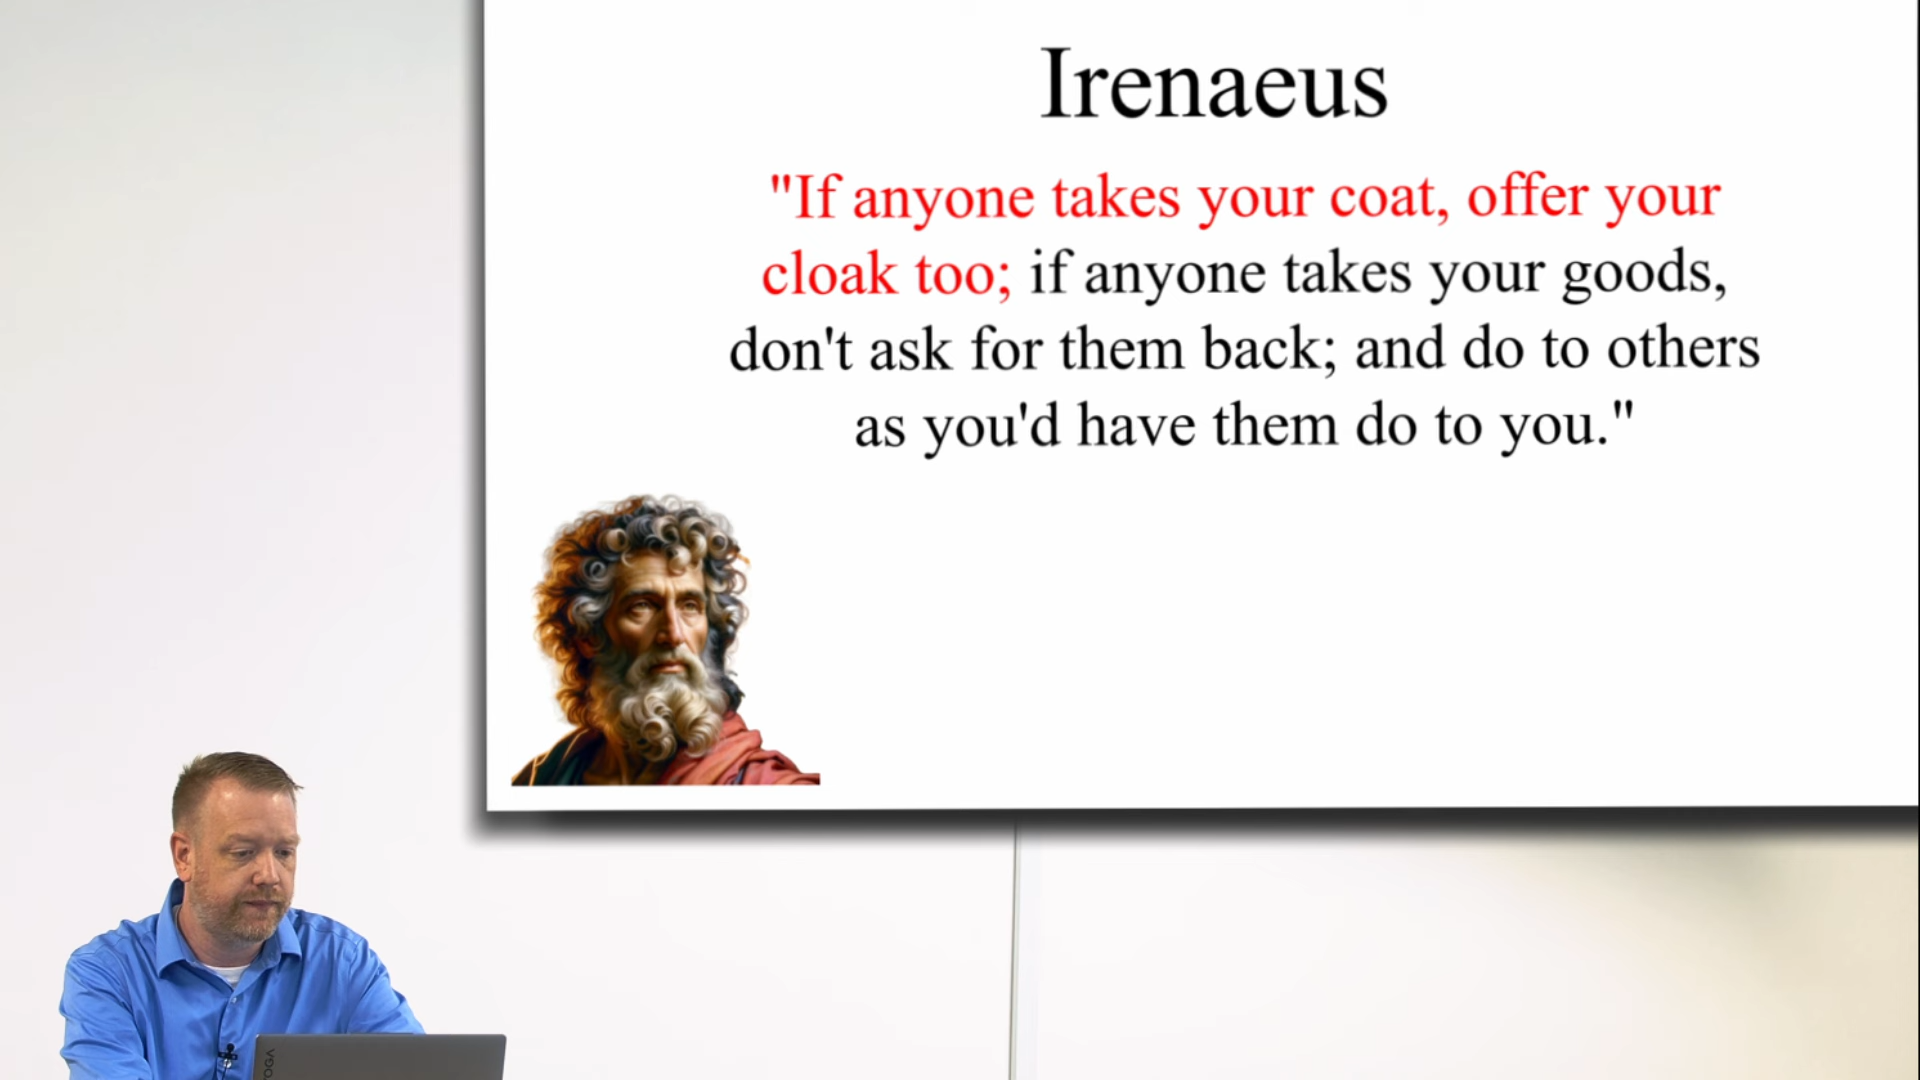 Irenaeus
"If anyone takes your coat, offer your
cloak too; if anyone takes your goods,
don't ask for them back; and do to others
as you'd have them do to you."
YOGA